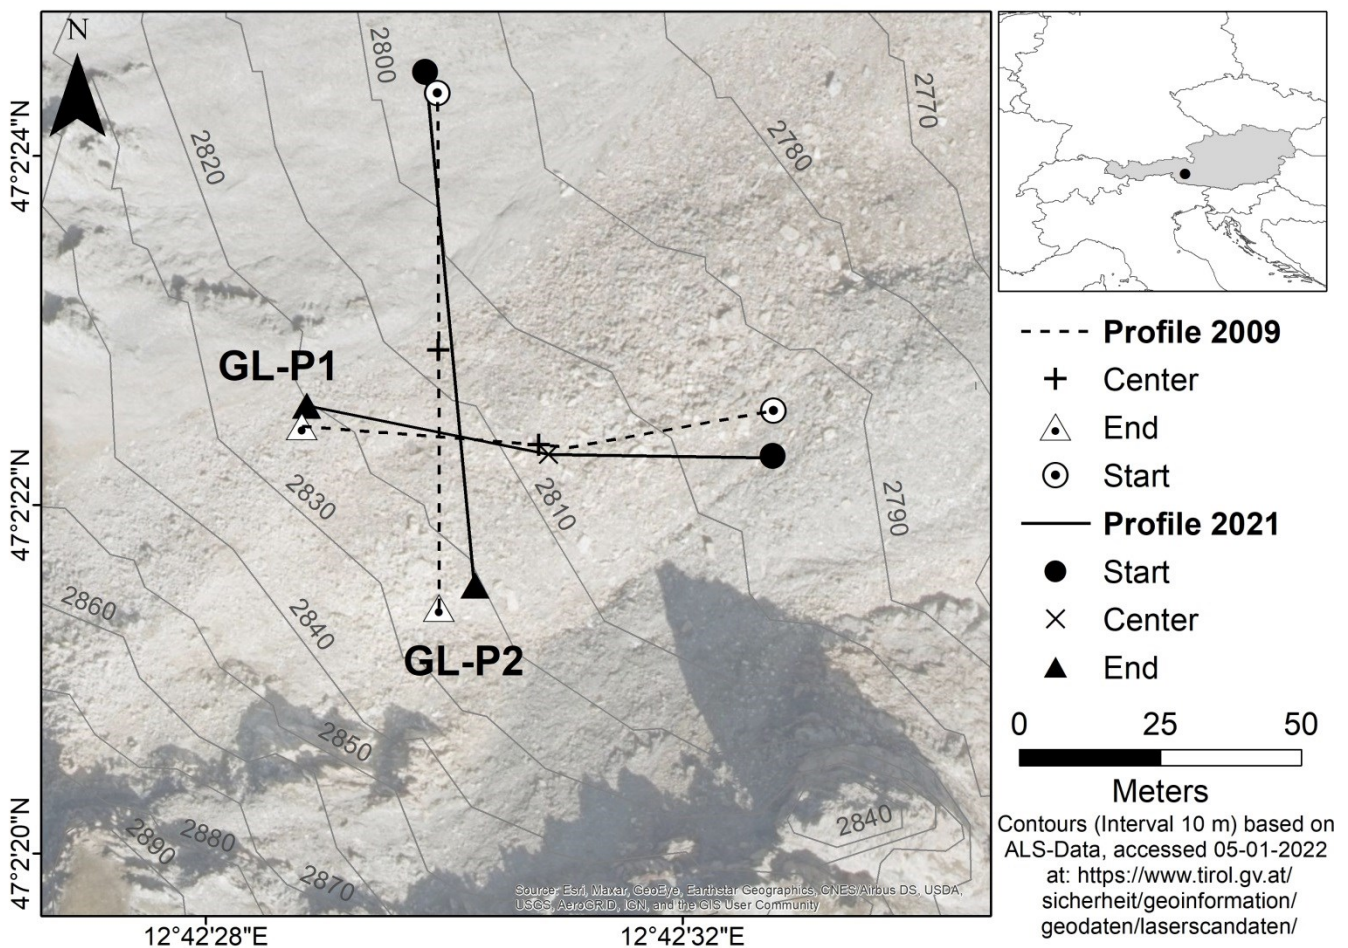 N
2800
2770
2780
2820
47°2'24"N
GL-P1
47°2'22"N
2830
2810
2790
2860
2840
GL-P2
2850
2840
2890
2880
2870
47°2'20"N
Source: Esri, Maxar, GeoEye, Earthstar Geographics, CNES/Airbus DS, USDA,
USGS, AeroGRID, IGN, and the GIS User Community
12°42'28"E
12°42'32"E
Profile 2009
Center
End
Start
Profile 2021
Start
Center
End
0 25 50
Meters
Contours (Interval 10 m) based on
ALS-Data, accessed 05-01-2022
at: https://www.tirol.gv.at/
sicherheit/geoinformation/
geodaten/laserscandaten/